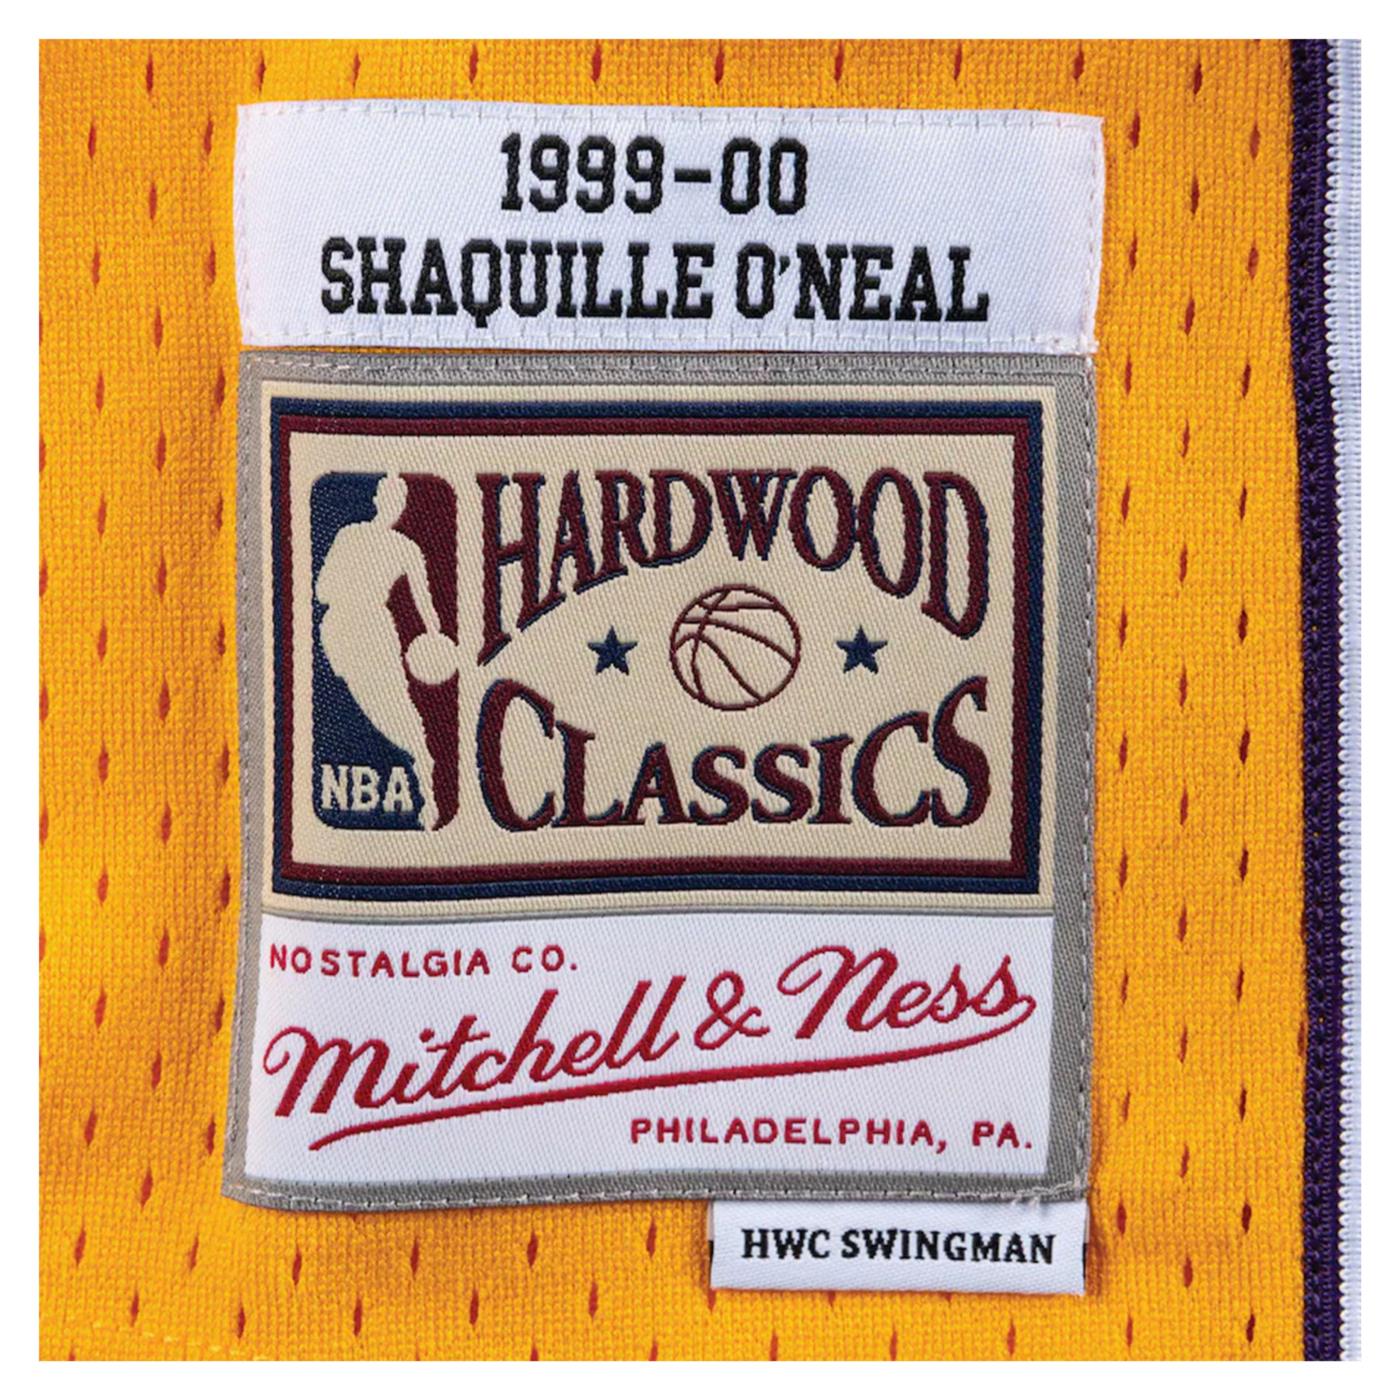 1999-00
SHAQUILLE O'NEAL
HARDWOOD
CLASSICS
NBA
NOSTALGIA CO.
Mitchell & Ness
PHILADELPHIA, PA.
HWC SWINGMAN